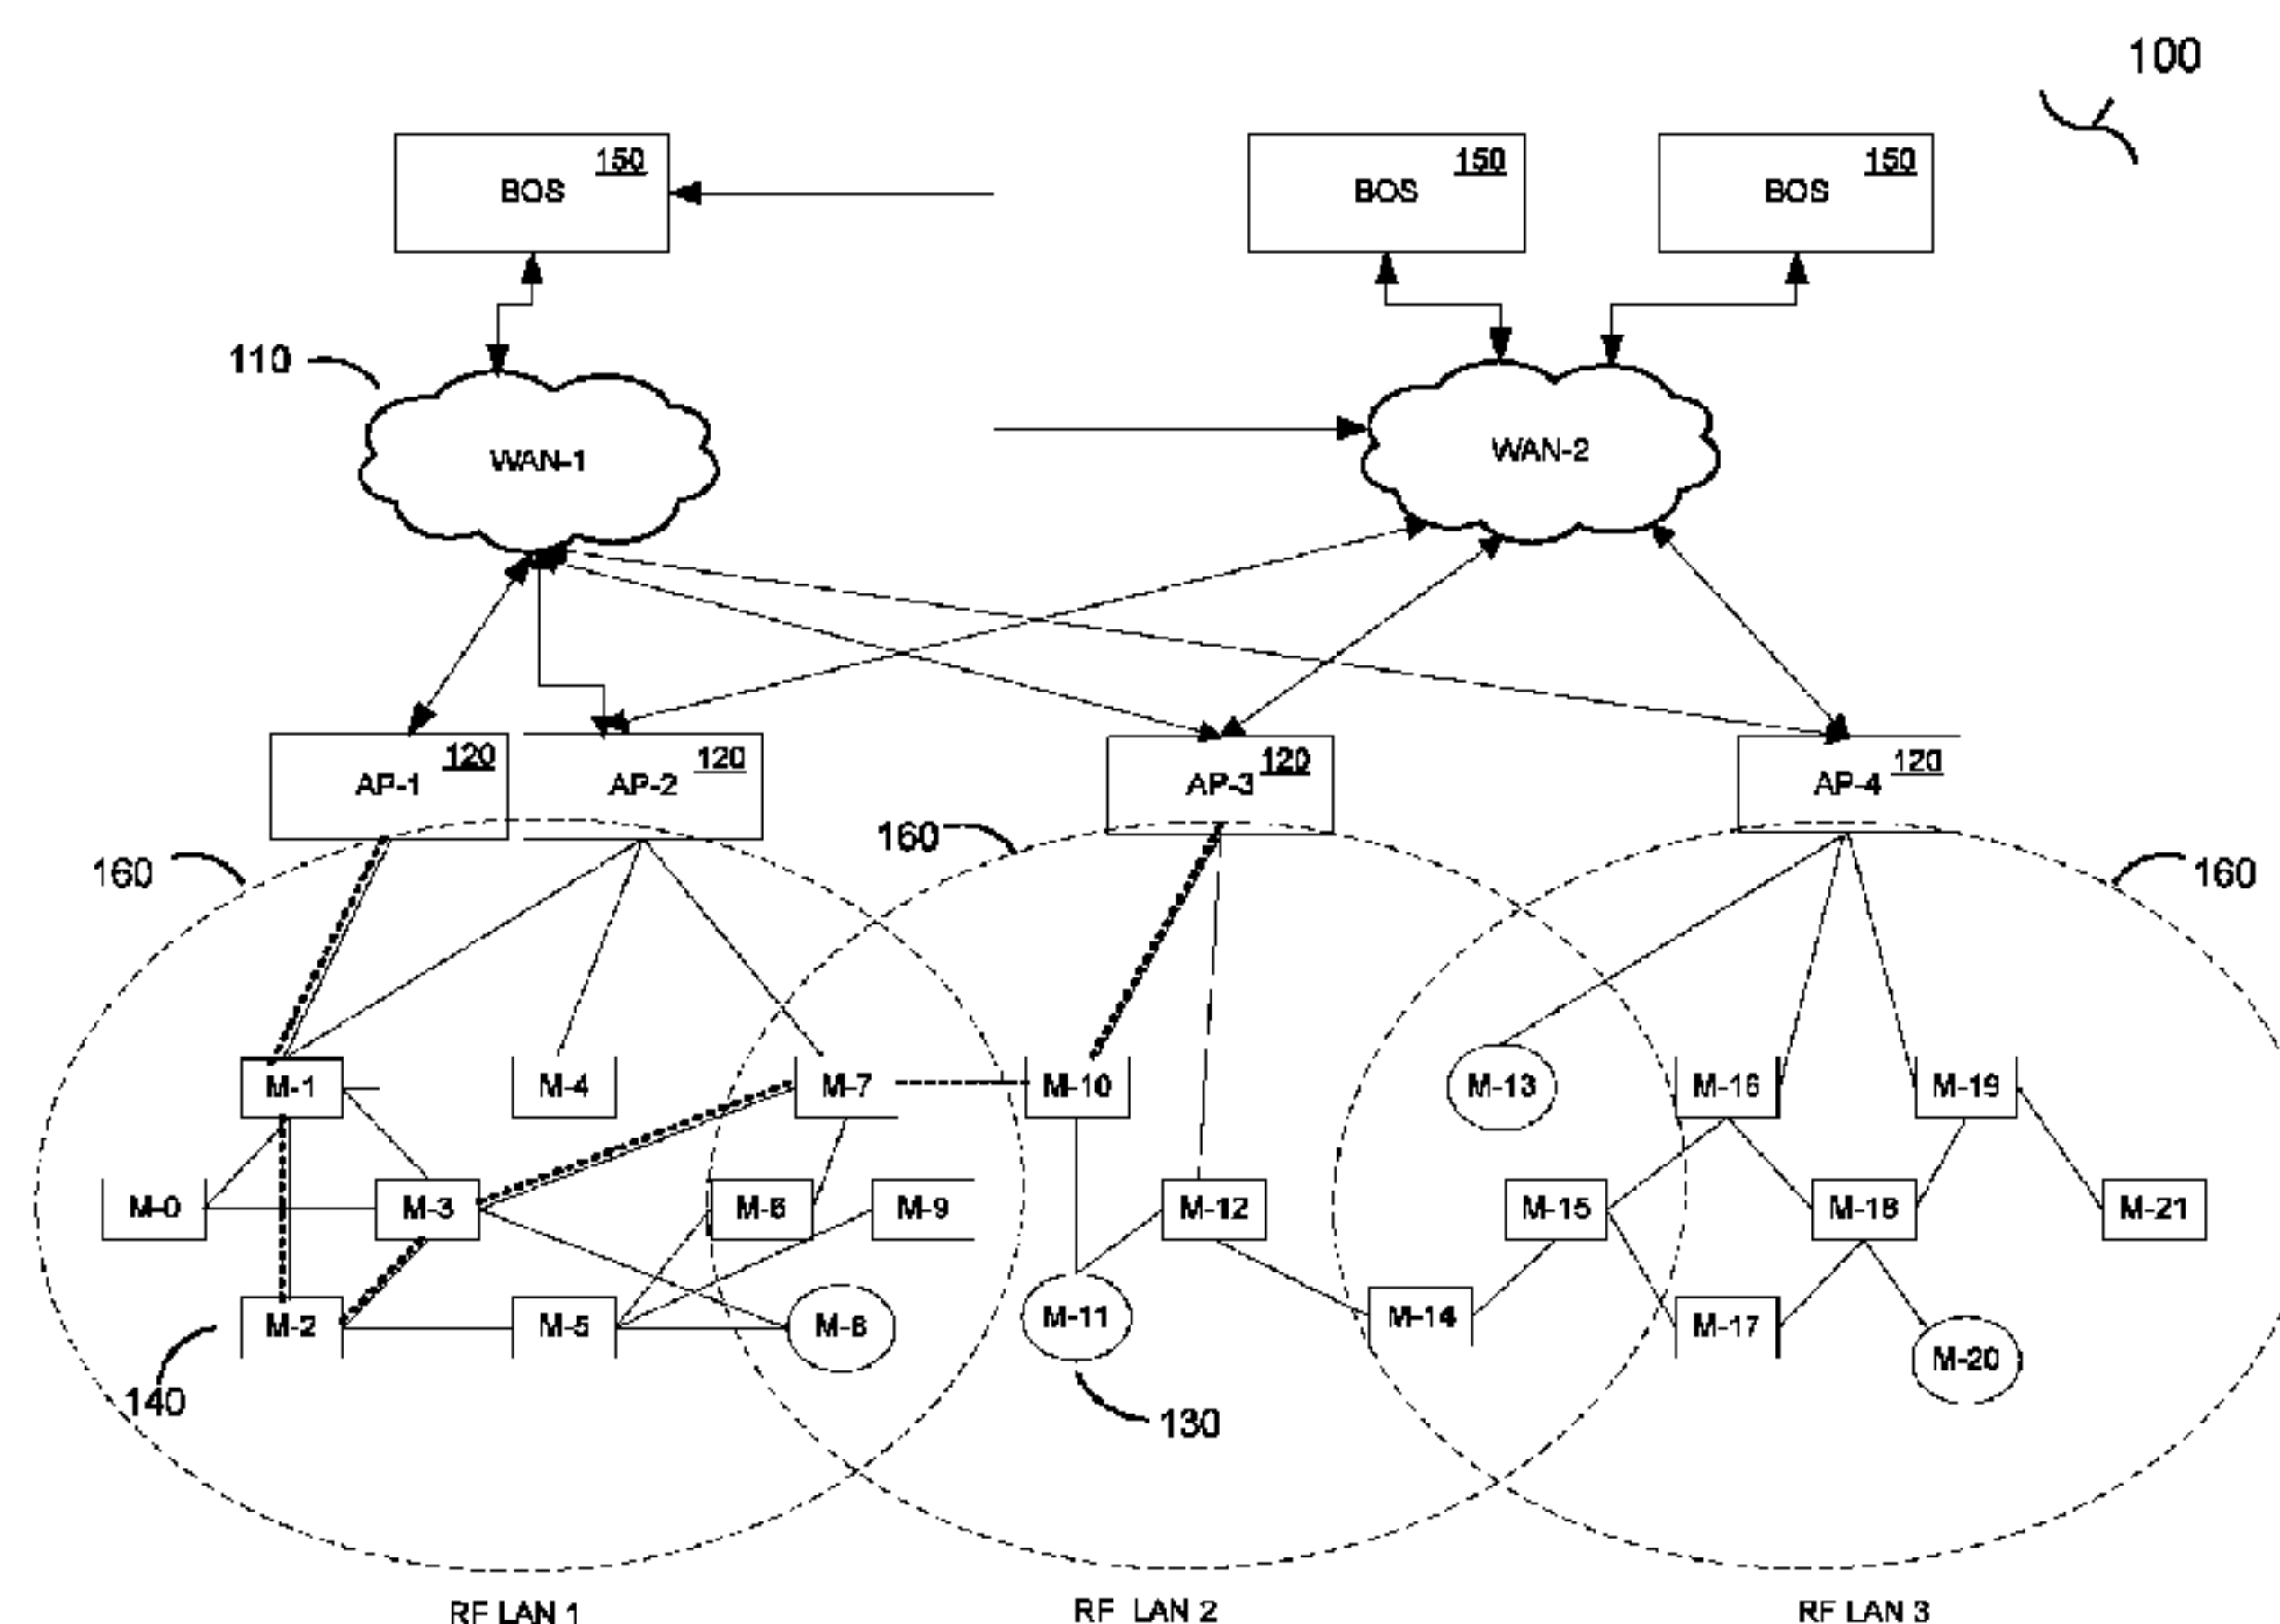 100
150
BOS
150
BOS
150
BOS
110
WAN-1
WAN-2
120
AP-1
120
AP-2
120
AP-3
120
AP-4
160
160
160
M-1
M-4
M-7
M-10
M-13
M-16
M-19
M-0
M-3
M-6
M-9
M-12
M-15
M-18
M-21
M-2
M-5
M-8
M-11
M-14
M-17
M-20
140
130
RF LAN 1
RF LAN 2
RF LAN 3